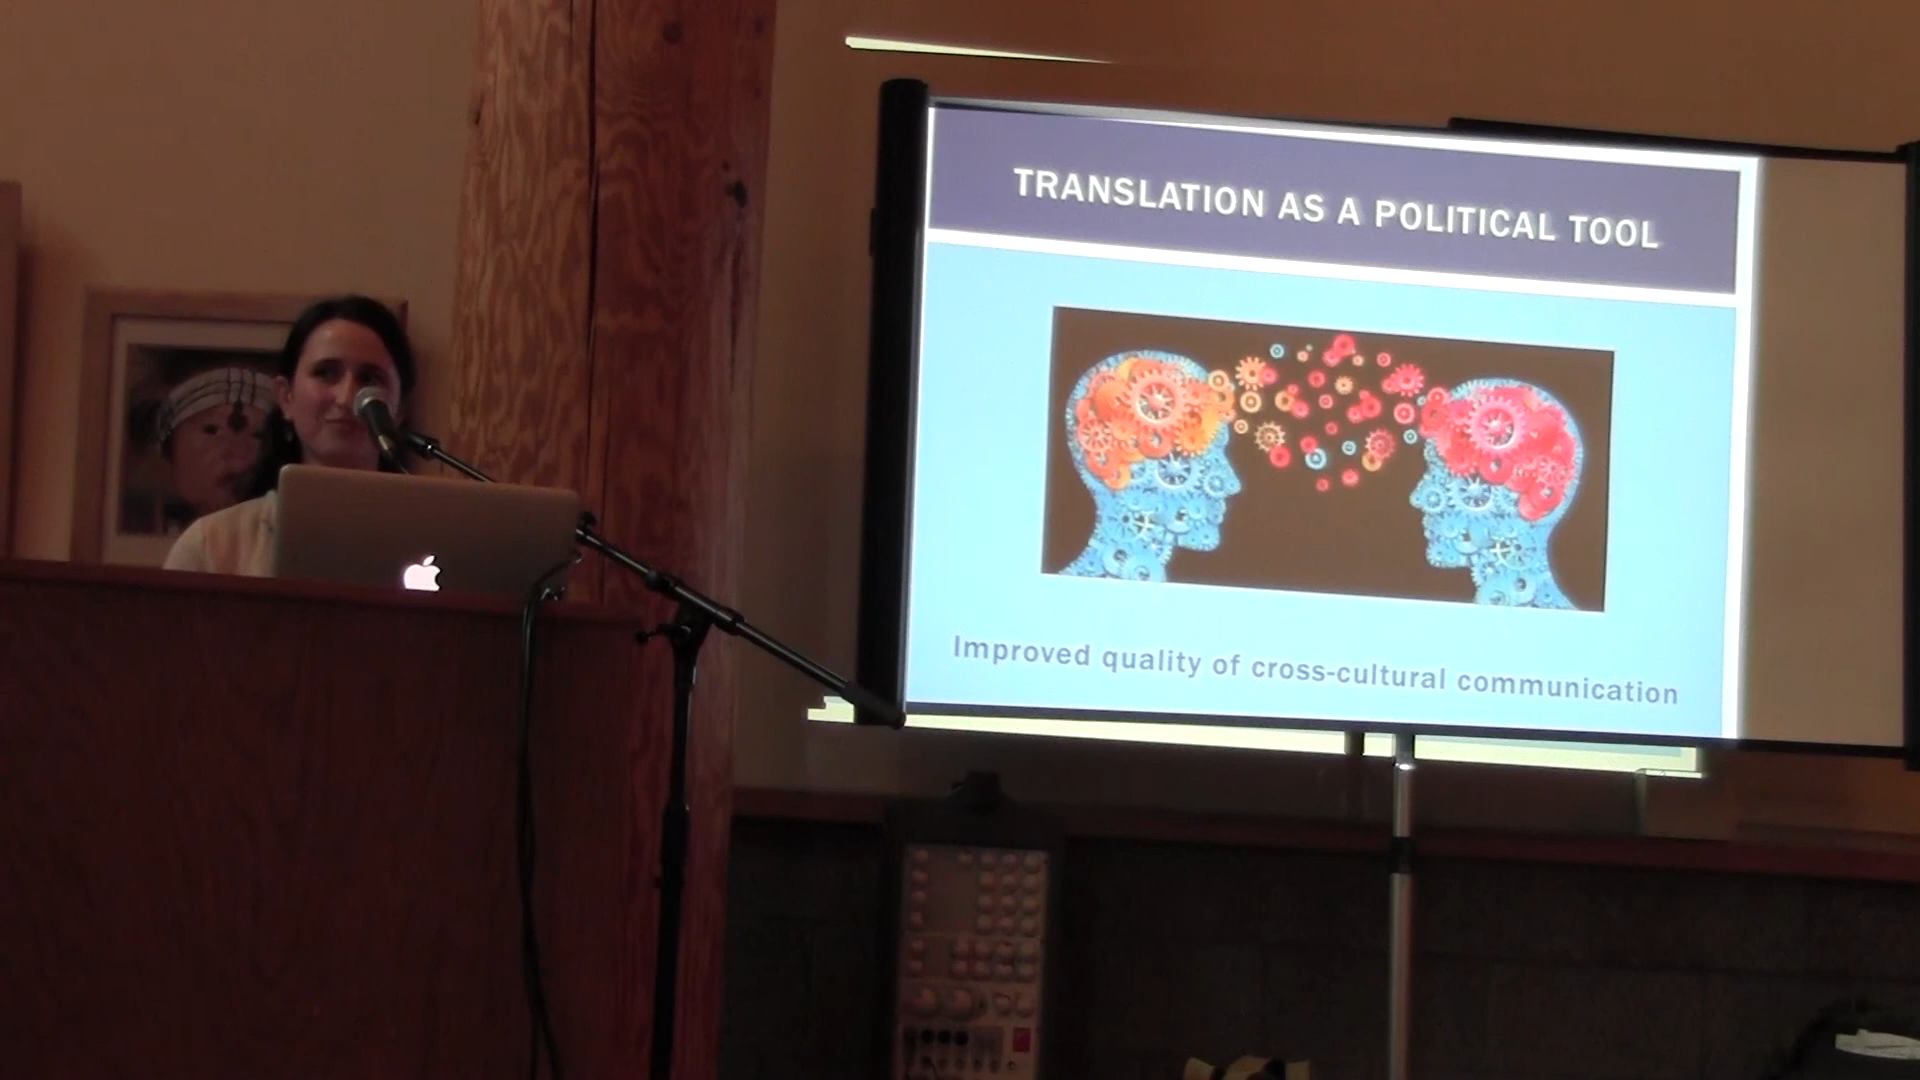 TRANSLATION AS A POLITICAL TOOL
Improved quality of cross-cultural communication